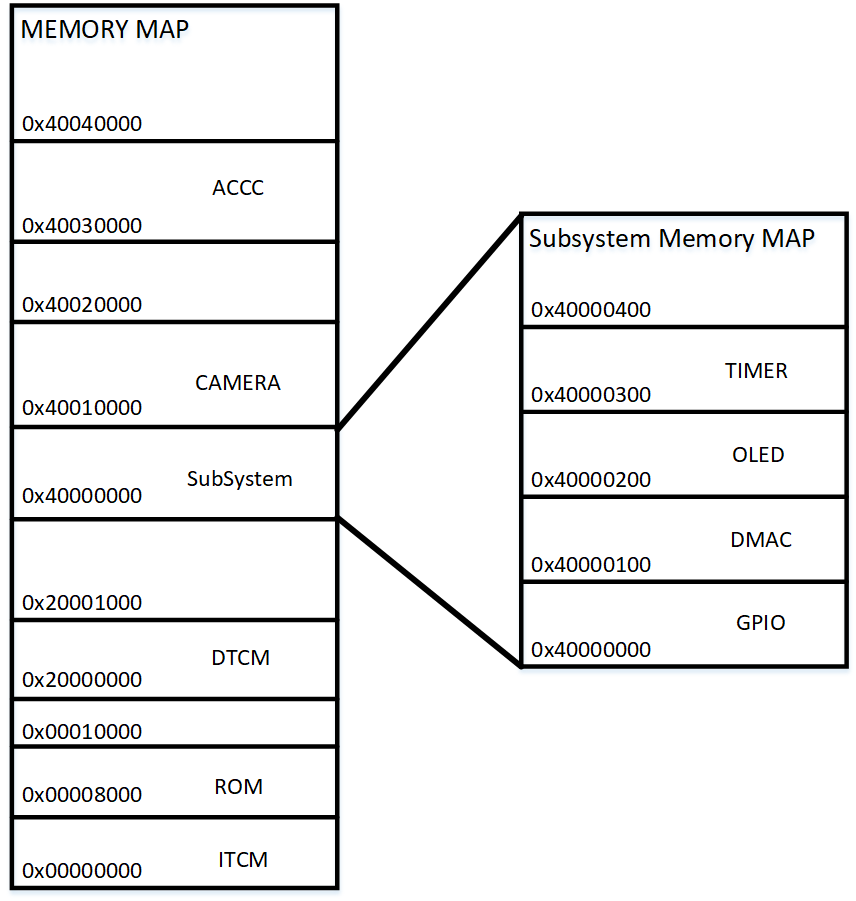 MEMORY MAP
0x40040000
ACCC
0x40030000
0x40020000
CAMERA
0x40010000
SubSystem
0x40000000
0x20001000
DTCM
0x20000000
0x00010000
ROM
0x00008000
ITCM
0x00000000
Subsystem Memory MAP
0x40000400
TIMER
0x40000300
OLED
0x40000200
DMAC
0x40000100
GPIO
0x40000000